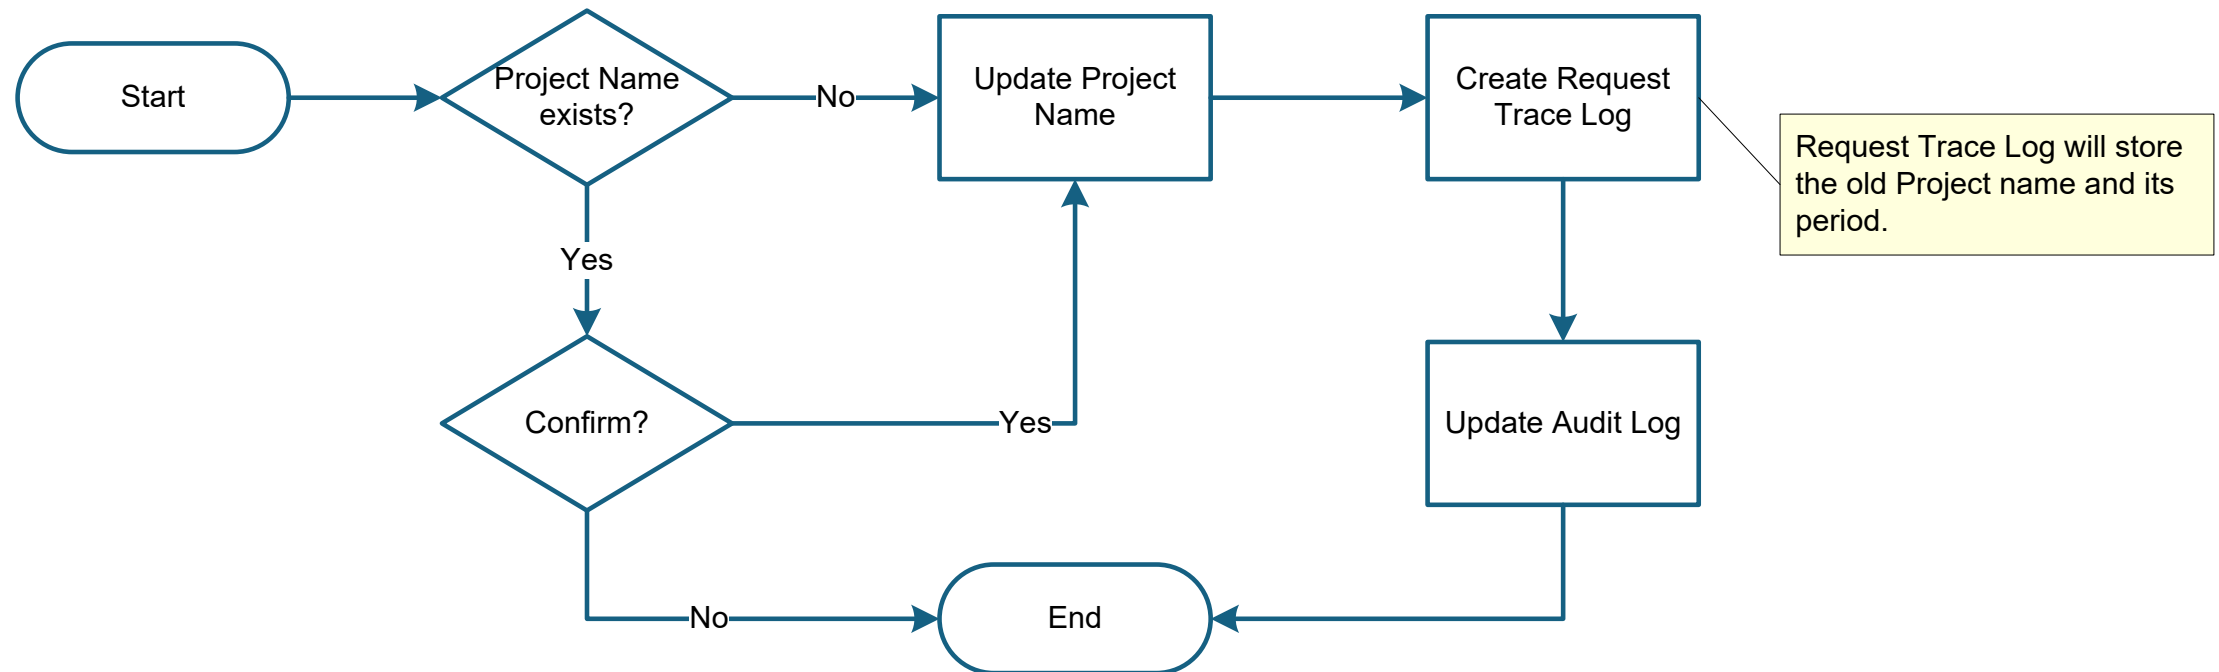 Start
Project Name
exists?
No
Update Project
Name
Create Request
Trace Log
Request Trace Log will store
the old Project name and its
period.
Yes
Confirm?
Yes
Update Audit Log
No
End